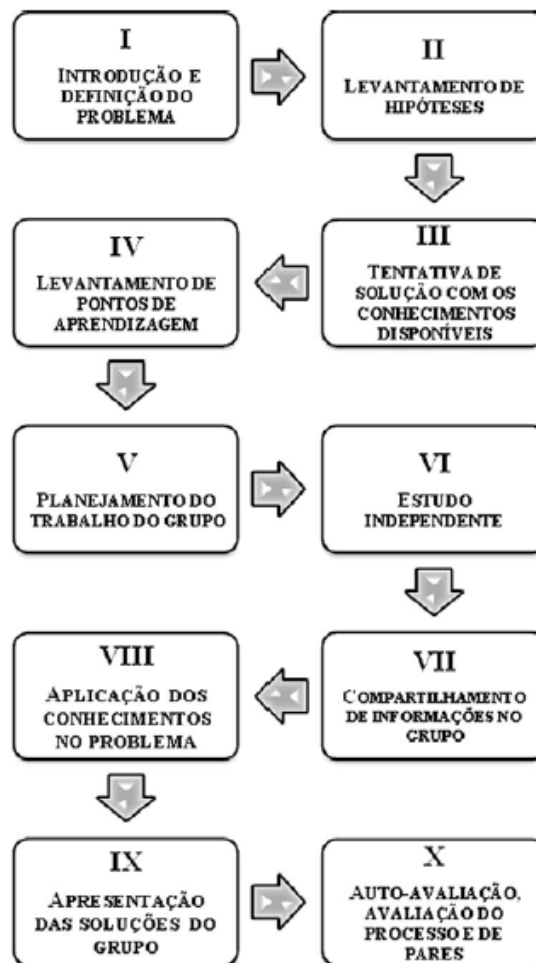 I
INTRODUÇÃO E
DEFINIÇÃO DO
PROBLEMA
II
LEVANTAMENTO DE
HIPÓTESES
III
TENTATIVA DE
SOLUÇÃO COM OS
CONHECIMENTOS
DISPONÍVEIS
IV
LEVANTAMENTO DE
PONTOS DE
APRENDIZAGEM
V
PLANEJAMENTO DO
TRABALHO DO GRUPO
VI
ESTUDO
INDEPENDENTE
VII
COMPARTILHAMENTO
DE INFORMAÇÕES NO
GRUPO
VIII
APLICAÇÃO DOS
CONHECIMENTOS
NO PROBLEMA
IX
APRESENTAÇÃO
DAS SOLUÇÕES DO
GRUPO
X
AUTO-AVALIAÇÃO,
AVALIAÇÃO DO
PROCESSO E DE
PARES